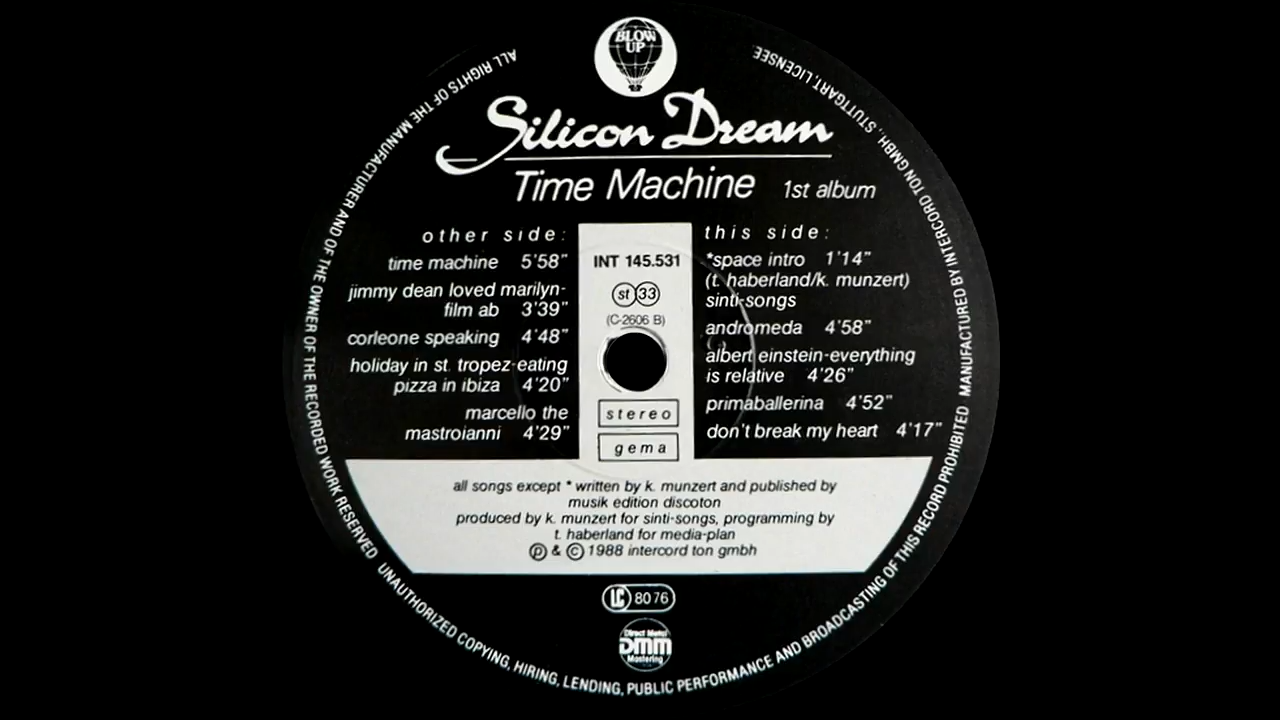 BLOW
UP
Silicon Dream
Time Machine 1st album
other side:
time machine 5'58"
jimmy dean loved marilyn-
film ab 3'39"
corleone speaking 4'48"
holiday in st. tropez-eating
pizza in ibiza 4'20"
marcello the
mastroianni 4'29"
INT 145.531
st 33
(C-2606 B)
stereo
gema
this side:
*space intro 1'14"
(t. haberland/k. munzert)
sinti-songs
andromeda 4'58"
albert einstein-everything
is relative 4'26"
primaballerina 4'52"
don't break my heart 4'17"
all songs except * written by k. munzert and published by
musik edition discoton
produced by k. munzert for sinti-songs, programming by
t. haberland for media-plan
℗ & © 1988 intercord ton gmbh
LC 8076
Direct Metal
DMM
Mastering
ALL RIGHTS OF THE MANUFACTURER AND OF THE OWNER OF THE RECORDED WORK RESERVED UNAUTHORIZED COPYING, HIRING, LENDING, PUBLIC PERFORMANCE AND BROADCASTING OF THIS RECORD PROHIBITED MANUFACTURED BY INTERCORD TON GMBH., STUTTGART, LICENSEE